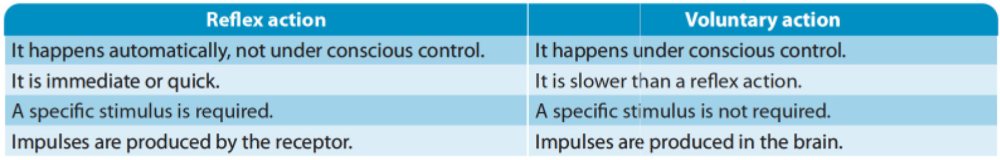 Reflex action Voluntary action
It happens automatically, not under conscious control. It happens under conscious control.
It is immediate or quick. It is slower than a reflex action.
A specific stimulus is required. A specific stimulus is not required.
Impulses are produced by the receptor. Impulses are produced in the brain.